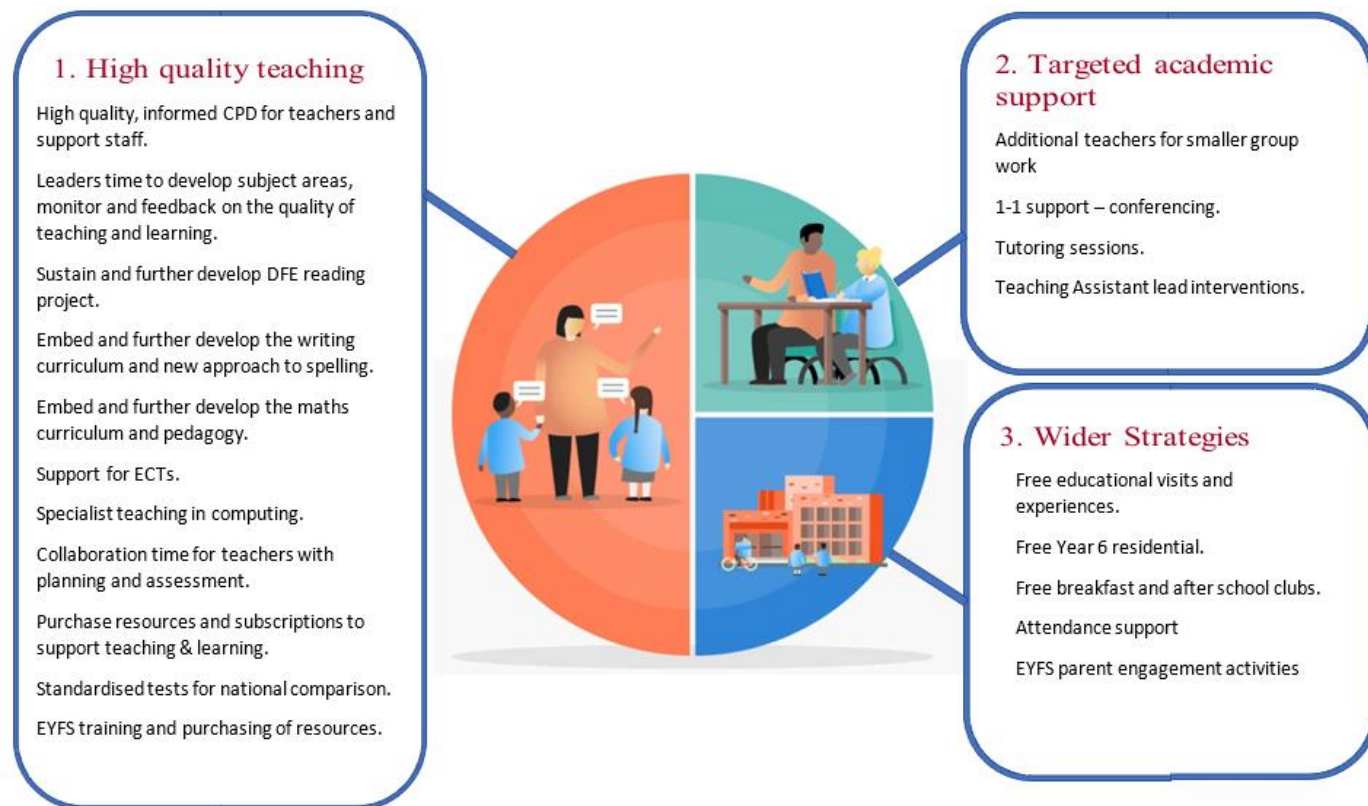 1. High quality teaching
High quality, informed CPD for teachers and
support staff.
Leaders time to develop subject areas,
monitor and feedback on the quality of
teaching and learning.
Sustain and further develop DFE reading
project.
Embed and further develop the writing
curriculum and new approach to spelling.
Embed and further develop the maths
curriculum and pedagogy.
Support for ECTs.
Specialist teaching in computing.
Collaboration time for teachers with
planning and assessment.
Purchase resources and subscriptions to
support teaching & learning.
Standardised tests for national comparison.
EYFS training and purchasing of resources.
2. Targeted academic
support
Additional teachers for smaller group
work
1-1 support – conferencing.
Tutoring sessions.
Teaching Assistant lead interventions.
3. Wider Strategies
Free educational visits and
experiences.
Free Year 6 residential.
Free breakfast and after school clubs.
Attendance support
EYFS parent engagement activities